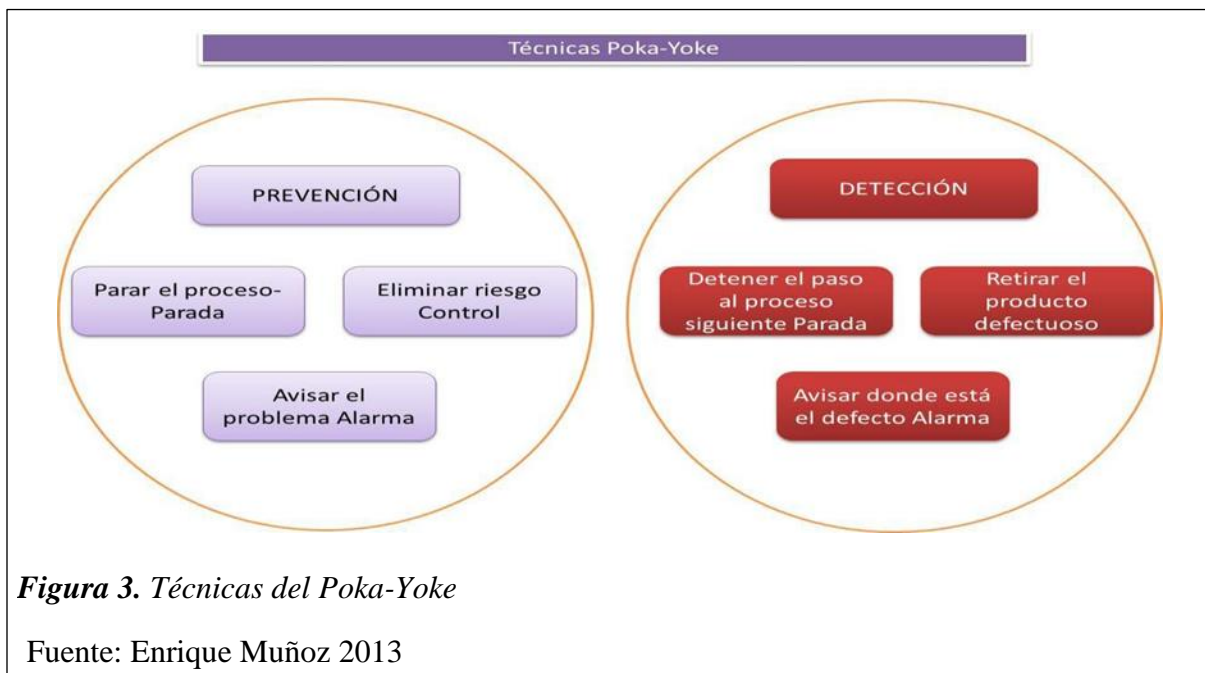 Técnicas Poka-Yoke
PREVENCIÓN
Parar el proceso-
Parada
Eliminar riesgo
Control
Avisar el
problema Alarma
DETECCIÓN
Detener el paso
al proceso
siguiente Parada
Retirar el
producto
defectuoso
Avisar donde está
el defecto Alarma
Figura 3. Técnicas del Poka-Yoke
Fuente: Enrique Muñoz 2013